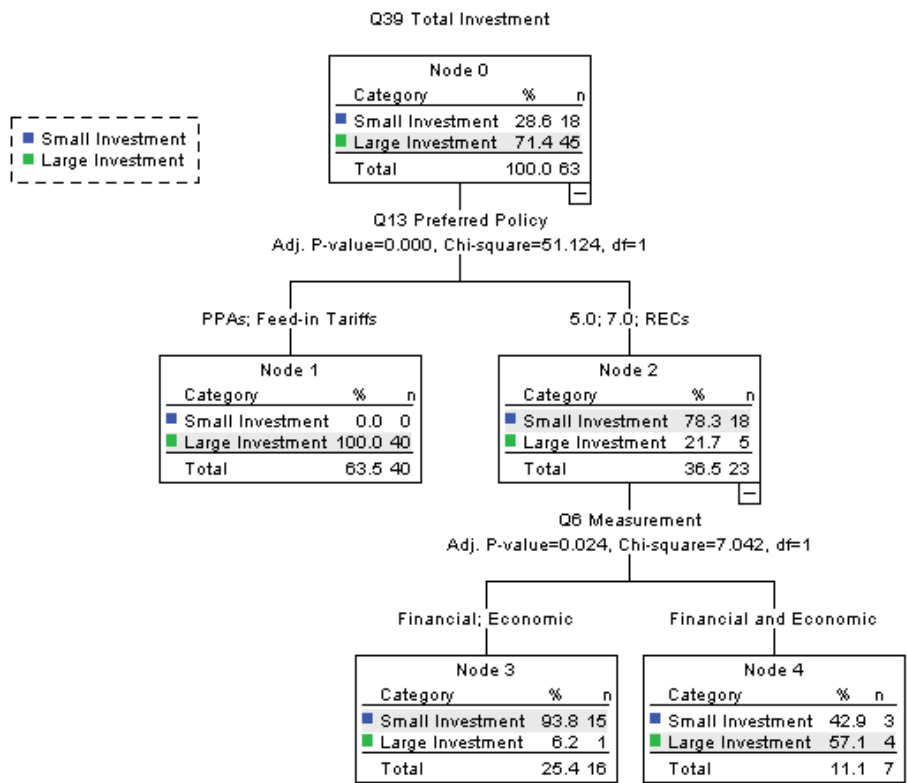 Q39 Total Investment
Node 0
Category % n
Small Investment 28.6 18
Large Investment 71.4 45
Total 100.0 63
Small Investment
Large Investment
Q13 Preferred Policy
Adj. P-value=0.000, Chi-square=51.124, df=1
PPAs; Feed-in Tariffs
5.0; 7.0; RECs
Node 1
Category % n
Small Investment 0.0 0
Large Investment 100.0 40
Total 63.5 40
Node 2
Category % n
Small Investment 78.3 18
Large Investment 21.7 5
Total 36.5 23
Q6 Measurement
Adj. P-value=0.024, Chi-square=7.042, df=1
Financial; Economic
Financial and Economic
Node 3
Category % n
Small Investment 93.8 15
Large Investment 6.2 1
Total 25.4 16
Node 4
Category % n
Small Investment 42.9 3
Large Investment 57.1 4
Total 11.1 7